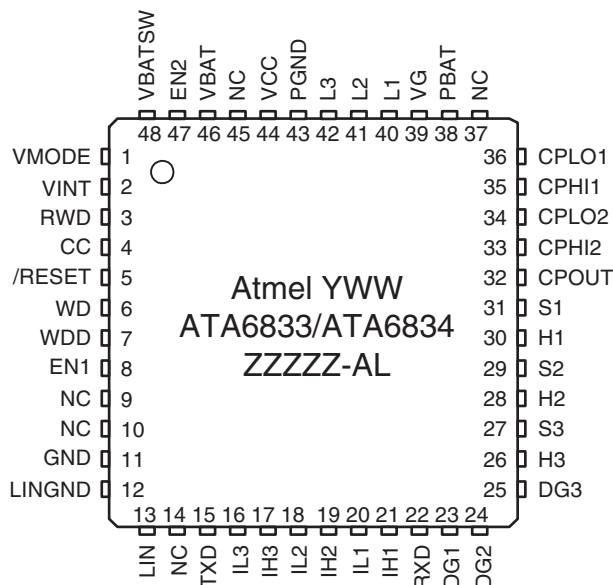 VBATSW
EN2
VBAT
NC
VCC
PGND
L3
L2
L1
VG
PBAT
NC
48 47 46 45 44 43 42 41 40 39 38 37
VMODE 1
VINT 2
RWD 3
CC 4
/RESET 5
WD 6
WDD 7
EN1 8
NC 9
NC 10
GND 11
LINGND 12
Atmel YWW
ATA6833/ATA6834
ZZZZZ-AL
36 CPLO1
35 CPHI1
34 CPLO2
33 CPHI2
32 CPOUT
31 S1
30 H1
29 S2
28 H2
27 S3
26 H3
25 DG3
13 14 15 16 17 18 19 20 21 22 23 24
LIN
NC
TXD
IL3
IH3
IL2
IH2
IL1
IH1
RXD
DG1
DG2